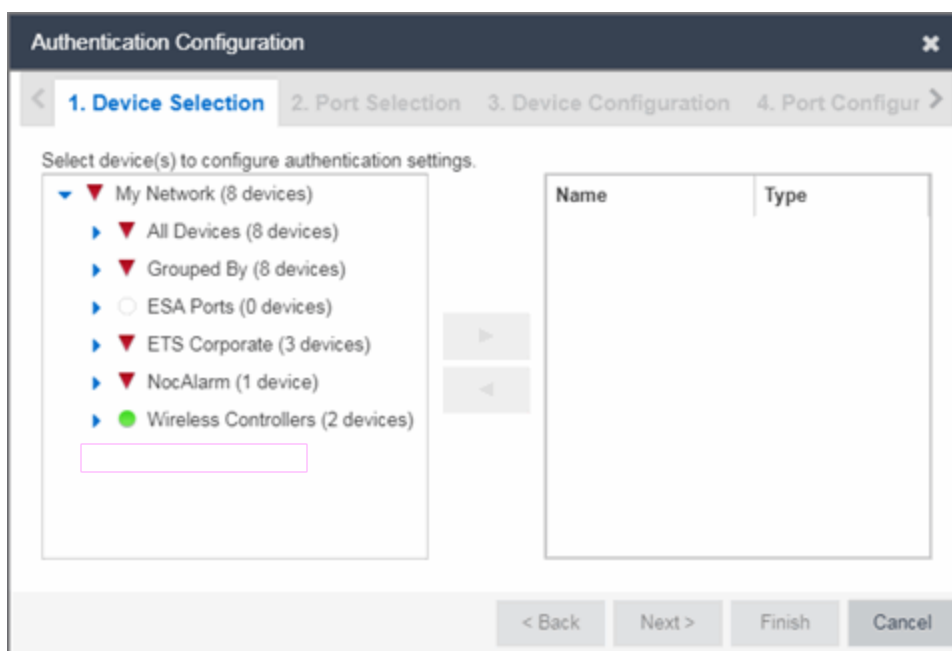 Authentication Configuration
1. Device Selection 2. Port Selection 3. Device Configuration 4. Port Configur
Select device(s) to configure authentication settings.
My Network (8 devices)
All Devices (8 devices)
Grouped By (8 devices)
ESA Ports (0 devices)
ETS Corporate (3 devices)
NocAlarm (1 device)
Wireless Controllers (2 devices)
Name Type
< Back Next > Finish Cancel